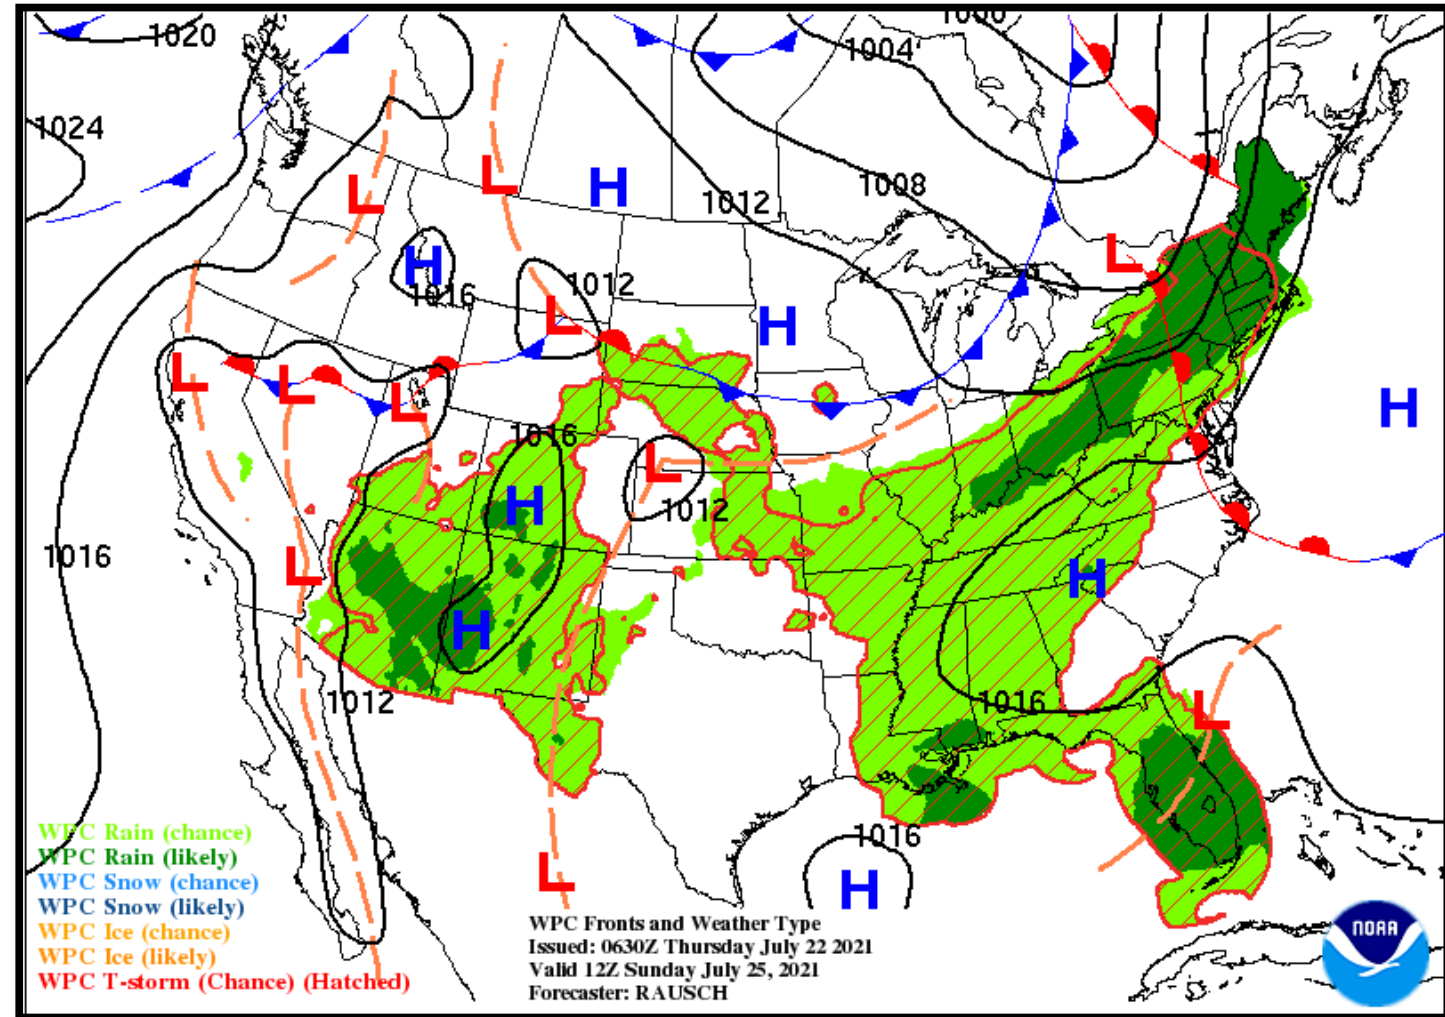 1020
1000
1004
1024
1008
L
L
H
1012
L
H
1016
1012
L
H
L
L
L
H
1016
L
H
1012
1016
L
H
H
1012
1016
L
1016
L
H
WPC Rain (chance)
WPC Rain (likely)
WPC Snow (chance)
WPC Snow (likely)
WPC Ice (chance)
WPC Ice (likely)
WPC T-storm (Chance) (Hatched)
WPC Fronts and Weather Type
Issued: 0630Z Thursday July 22 2021
Valid 12Z Sunday July 25, 2021
Forecaster: RAUSCH
NOAA